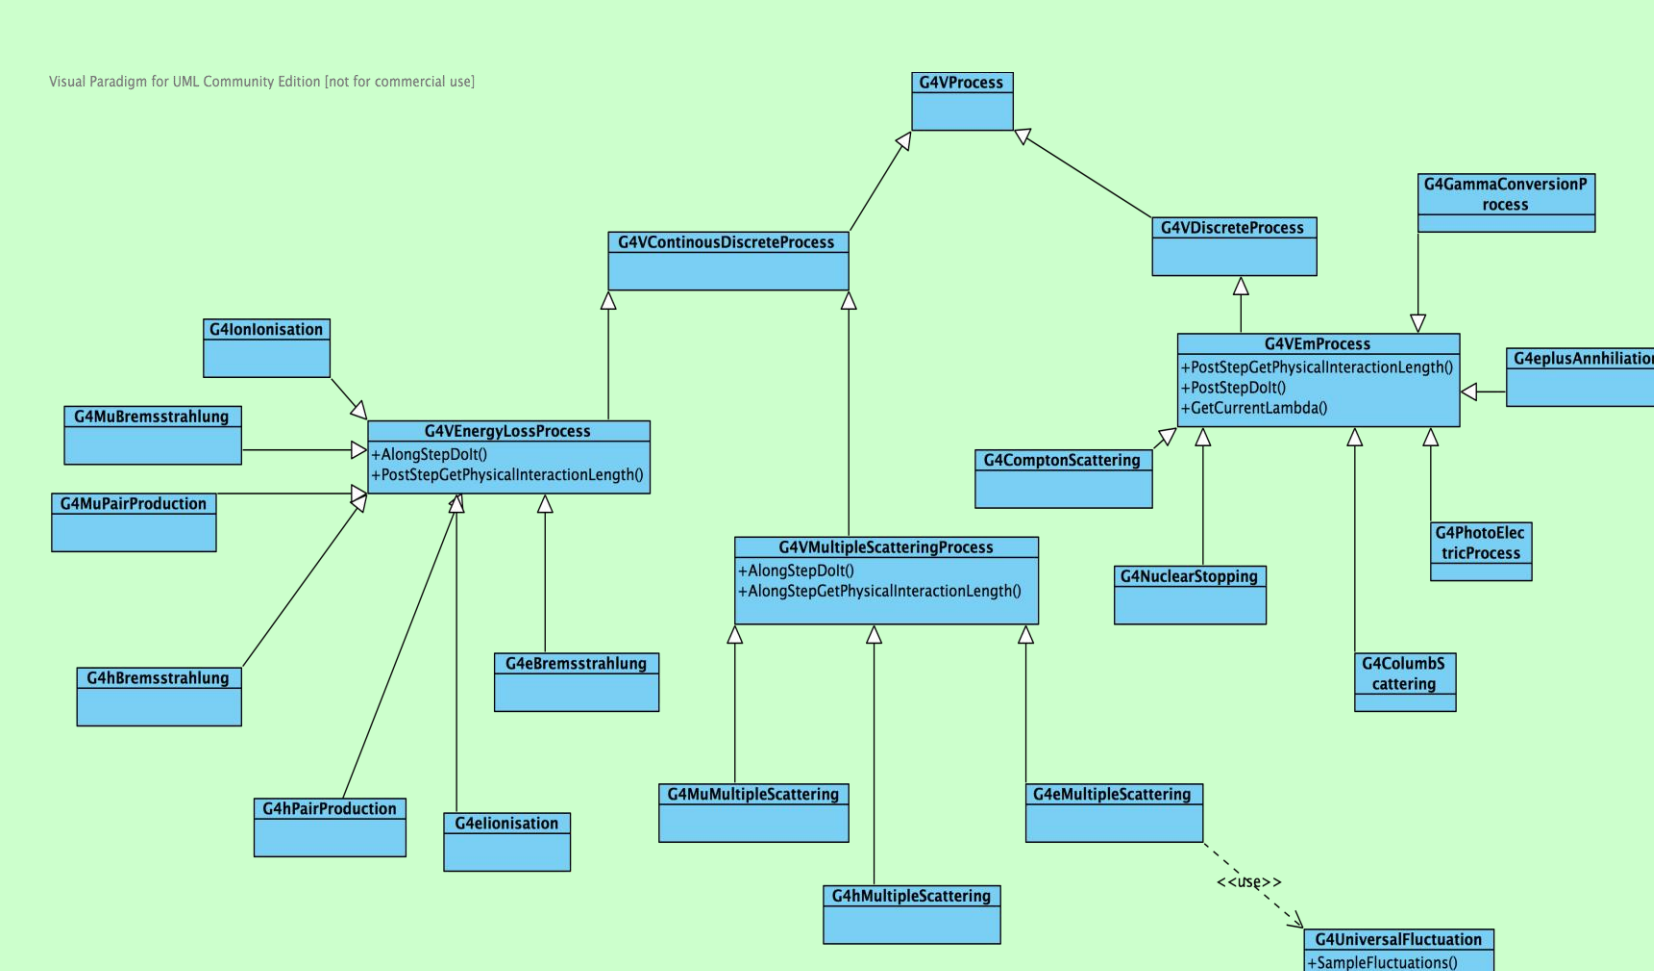 Visual Paradigm for UML Community Edition [not for commercial use]
G4VProcess
G4GammaConversionP
rocess
G4VDiscreteProcess
G4VContinousDiscreteProcess
G4IonIonisation
G4VEmProcess
+PostStepGetPhysicalInteractionLength()
+PostStepDoIt()
+GetCurrentLambda()
G4eplusAnnhiliation
G4MuBremsstrahlung
G4VEnergyLossProcess
+AlongStepDoIt()
+PostStepGetPhysicalInteractionLength()
G4ComptonScattering
G4MuPairProduction
G4PhotoElec
tricProcess
G4VMultipleScatteringProcess
+AlongStepDoIt()
+AlongStepGetPhysicalInteractionLength()
G4NuclearStopping
G4eBremsstrahlung
G4ColumbS
cattering
G4hBremsstrahlung
G4MuMultipleScattering
G4eMultipleScattering
G4hPairProduction
G4eIionisation
<<use>>
G4hMultipleScattering
G4UniversalFluctuation
+SampleFluctuations()